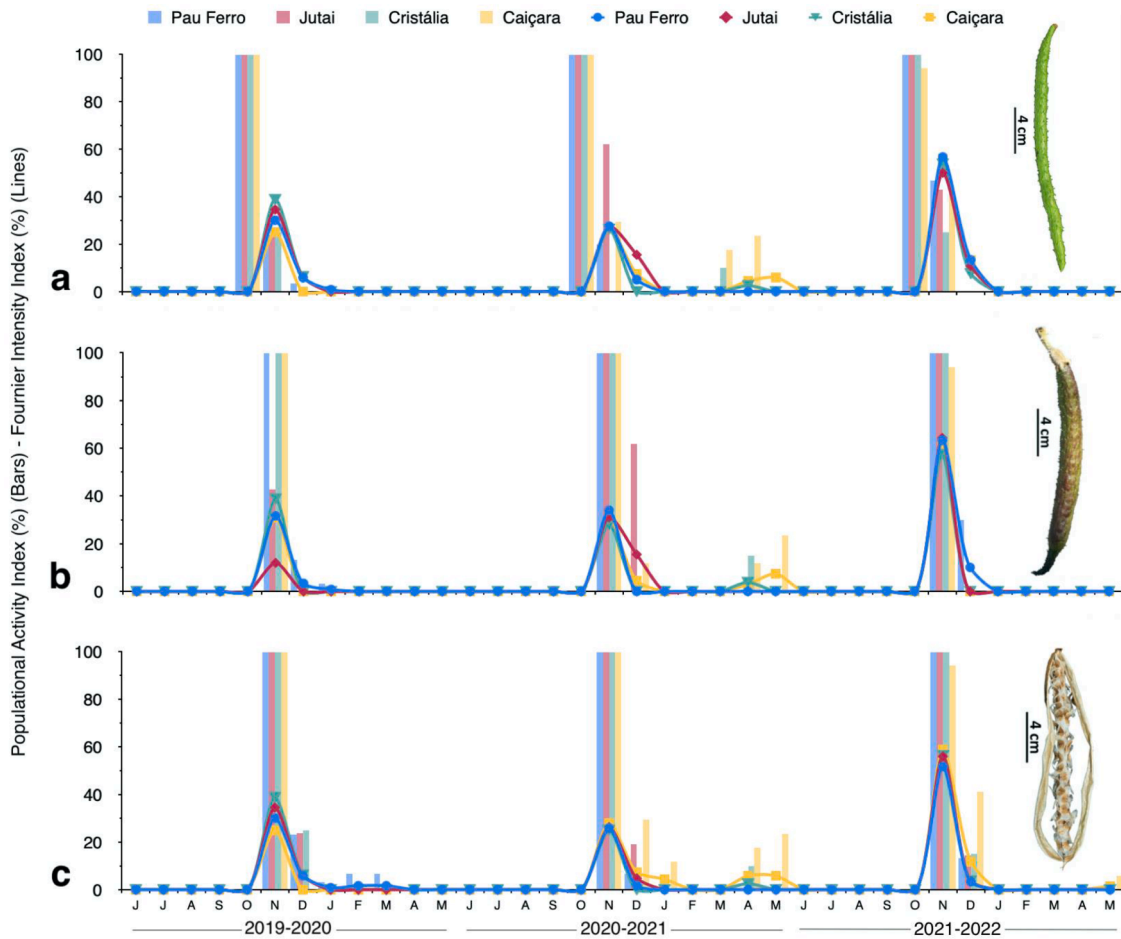 Pau Ferro Jutai Cristália Caiçara Pau Ferro Jutai Cristália Caiçara
Populational Activity Index (%) (Bars) - Fournier Intensity Index (%) (Lines)
100
80
60
40
20
0
a
4 cm
100
80
60
40
20
0
b
4 cm
100
80
60
40
20
0
c
4 cm
J J A S O N D J F M A M J J A S O N D J F M A M J J A S O N D J F M A M
2019-2020 2020-2021 2021-2022